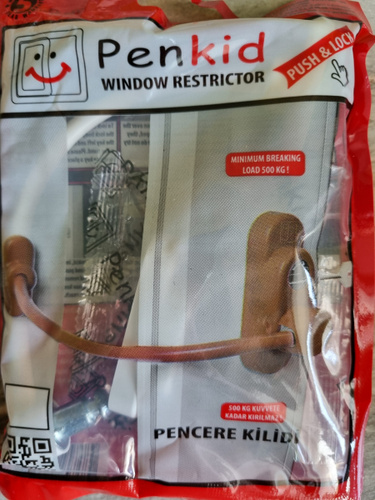 Penkid
WINDOW RESTRICTOR
PUSH & LOCK
MINIMUM BREAKING
LOAD 500 KG !
500 KG KUVVETE
KADAR KIRILMAZ !
PENCERE KİLİDİ